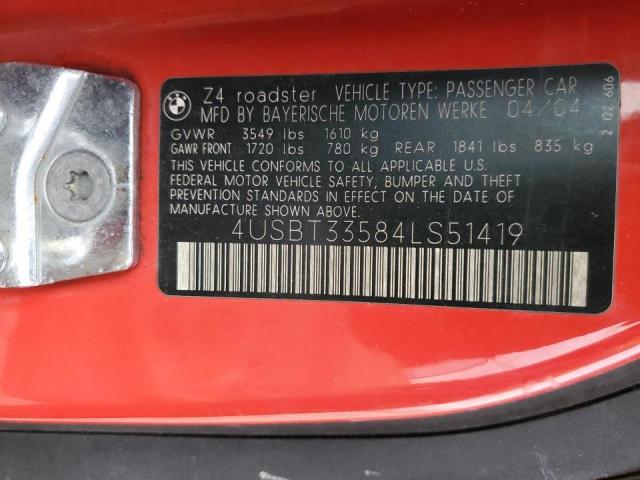 Z4 roadster VEHICLE TYPE: PASSENGER CAR
MFD BY BAYERISCHE MOTOREN WERKE 04/04
GVWR 3549 lbs 1610 kg
GAWR FRONT 1720 lbs 780 kg REAR 1841 lbs 835 kg
THIS VEHICLE CONFORMS TO ALL APPLICABLE U.S.
FEDERAL MOTOR VEHICLE SAFETY, BUMPER AND THEFT
PREVENTION STANDARDS IN EFFECT ON THE DATE OF
MANUFACTURE SHOWN ABOVE
4USBT33584LS51419
2 122 606